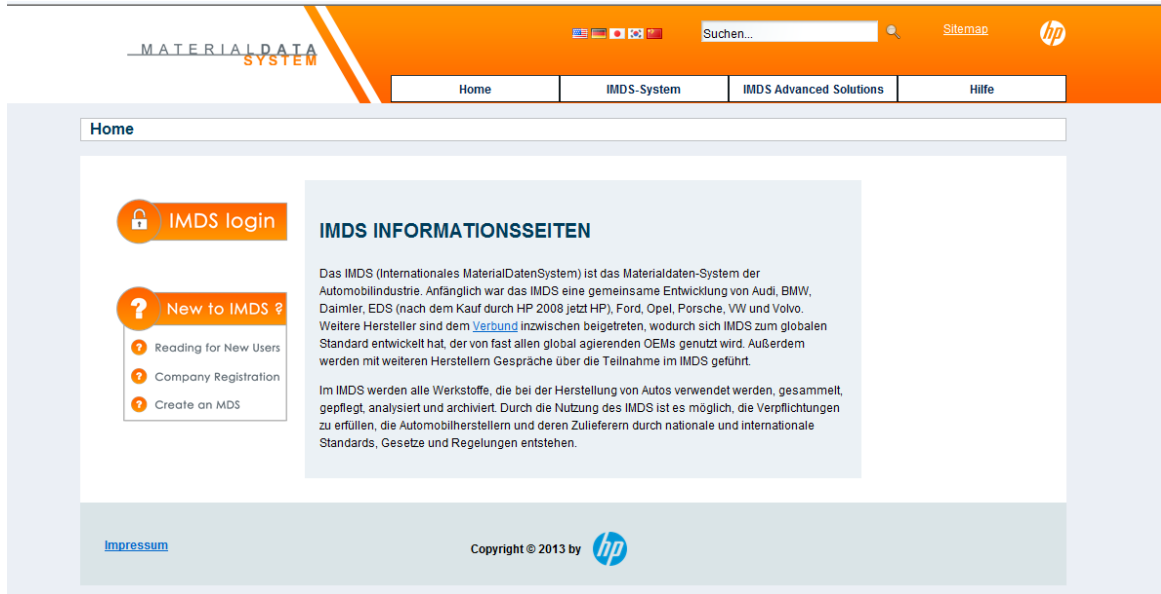 MATERIALDATA
SYSTEM
Suchen...
Sitemap
hp
Home
IMDS-System
IMDS Advanced Solutions
Hilfe
Home
IMDS login
New to IMDS ?
Reading for New Users
Company Registration
Create an MDS
IMDS INFORMATIONSSEITEN
Das IMDS (Internationales MaterialDatenSystem) ist das Materialdaten-System der
Automobilindustrie. Anfänglich war das IMDS eine gemeinsame Entwicklung von Audi, BMW,
Daimler, EDS (nach dem Kauf durch HP 2008 jetzt HP), Ford, Opel, Porsche, VW und Volvo.
Weitere Hersteller sind dem Verbund inzwischen beigetreten, wodurch sich IMDS zum globalen
Standard entwickelt hat, der von fast allen global agierenden OEMs genutzt wird. Außerdem
werden mit weiteren Herstellern Gespräche über die Teilnahme im IMDS geführt.
Im IMDS werden alle Werkstoffe, die bei der Herstellung von Autos verwendet werden, gesammelt,
gepflegt, analysiert und archiviert. Durch die Nutzung des IMDS ist es möglich, die Verpflichtungen
zu erfüllen, die Automobilherstellern und deren Zulieferern durch nationale und internationale
Standards, Gesetze und Regelungen entstehen.
Impressum
Copyright © 2013 by hp